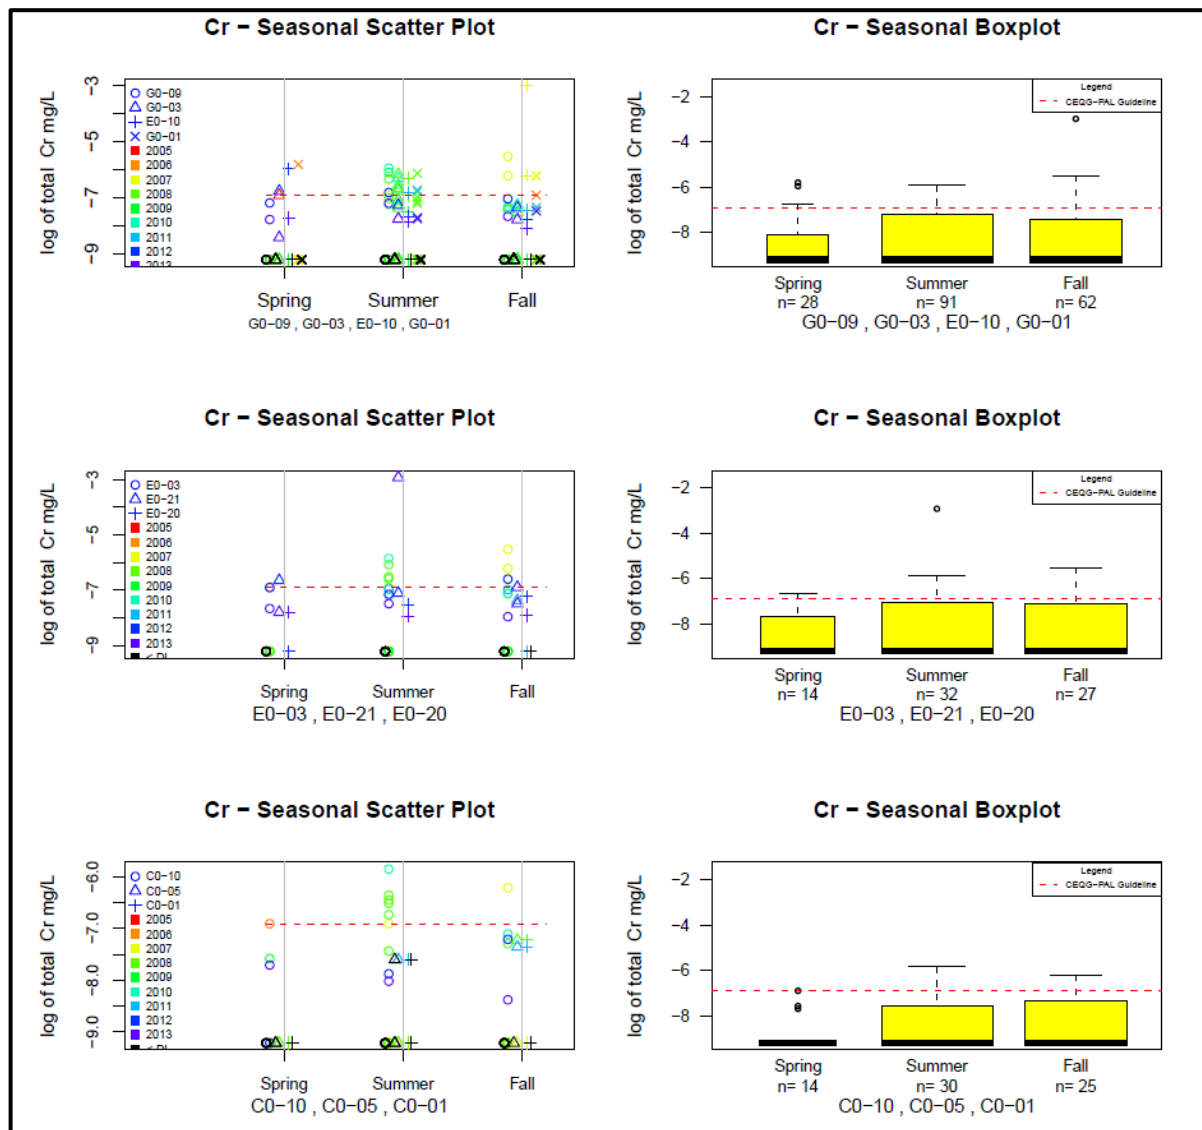 Cr − Seasonal Scatter Plot
log of total Cr mg/L
−3
−5
−7
−9
G0−09
G0−03
E0−10
G0−01
2005
2006
2007
2008
2009
2010
2011
2012
2013
Spring Summer Fall
G0−09 , G0−03 , E0−10 , G0−01
Cr − Seasonal Boxplot
log of total Cr mg/L
−2
−4
−6
−8
Legend
CEQG−PAL Guideline
Spring Summer Fall
n= 28 n= 91 n= 62
G0−09 , G0−03 , E0−10 , G0−01
Cr − Seasonal Scatter Plot
log of total Cr mg/L
−3
−5
−7
−9
E0−03
E0−21
E0−20
2005
2006
2007
2008
2009
2010
2011
2012
2013
< DL
Spring Summer Fall
E0−03 , E0−21 , E0−20
Cr − Seasonal Boxplot
log of total Cr mg/L
−2
−4
−6
−8
Legend
CEQG−PAL Guideline
Spring Summer Fall
n= 14 n= 32 n= 27
E0−03 , E0−21 , E0−20
Cr − Seasonal Scatter Plot
log of total Cr mg/L
−6.0
−7.0
−8.0
−9.0
C0−10
C0−05
C0−01
2005
2006
2007
2008
2009
2010
2011
2012
2013
< DL
Spring Summer Fall
C0−10 , C0−05 , C0−01
Cr − Seasonal Boxplot
log of total Cr mg/L
−2
−4
−6
−8
Legend
CEQG−PAL Guideline
Spring Summer Fall
n= 14 n= 30 n= 25
C0−10 , C0−05 , C0−01